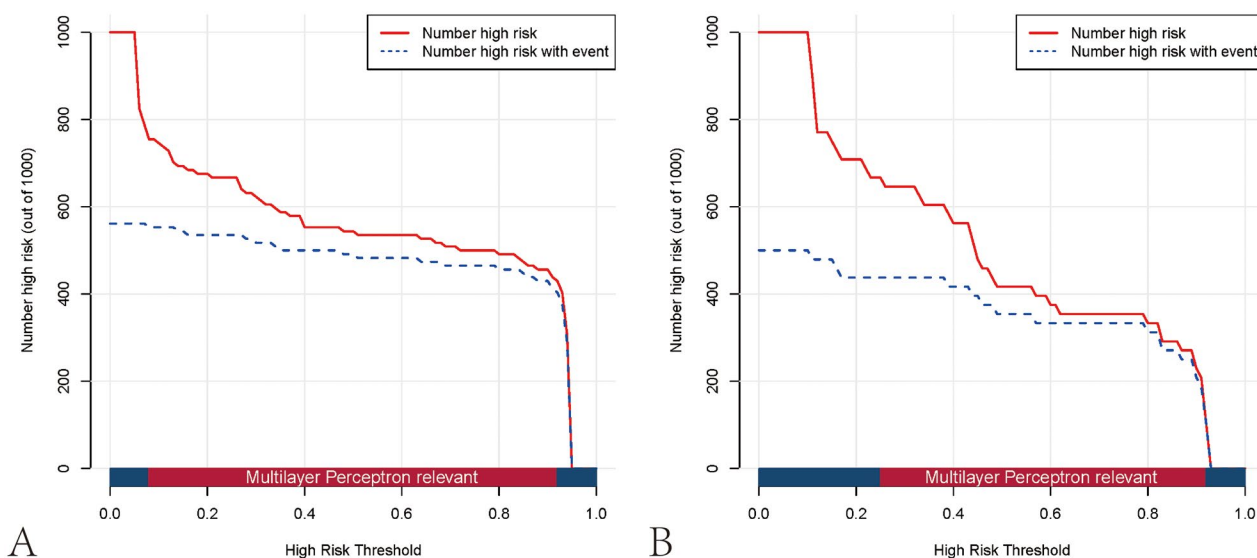 Number high risk (out of 1000)
1000
800
600
400
200
0
Number high risk
Number high risk with event
Multilayer Perceptron relevant
0.0 0.2 0.4 0.6 0.8 1.0
High Risk Threshold
A
Number high risk (out of 1000)
1000
800
600
400
200
0
Number high risk
Number high risk with event
Multilayer Perceptron relevant
0.0 0.2 0.4 0.6 0.8 1.0
High Risk Threshold
B